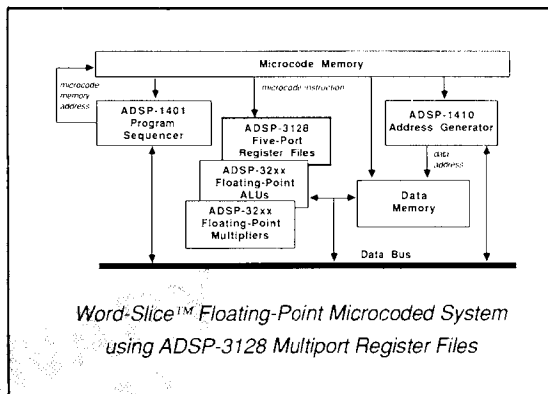 Microcode Memory
microcode
memory
address
microcode instruction
ADSP-1401
Program
Sequencer
ADSP-3128
Five-Port
Register Files
ADSP-1410
Address Generator
data
address
ADSP-32xx
Floating-Point
ALUs
ADSP-32xx
Floating-Point
Multipliers
Data
Memory
Data Bus
Word-Slice™ Floating-Point Microcoded System
using ADSP-3128 Multiport Register Files